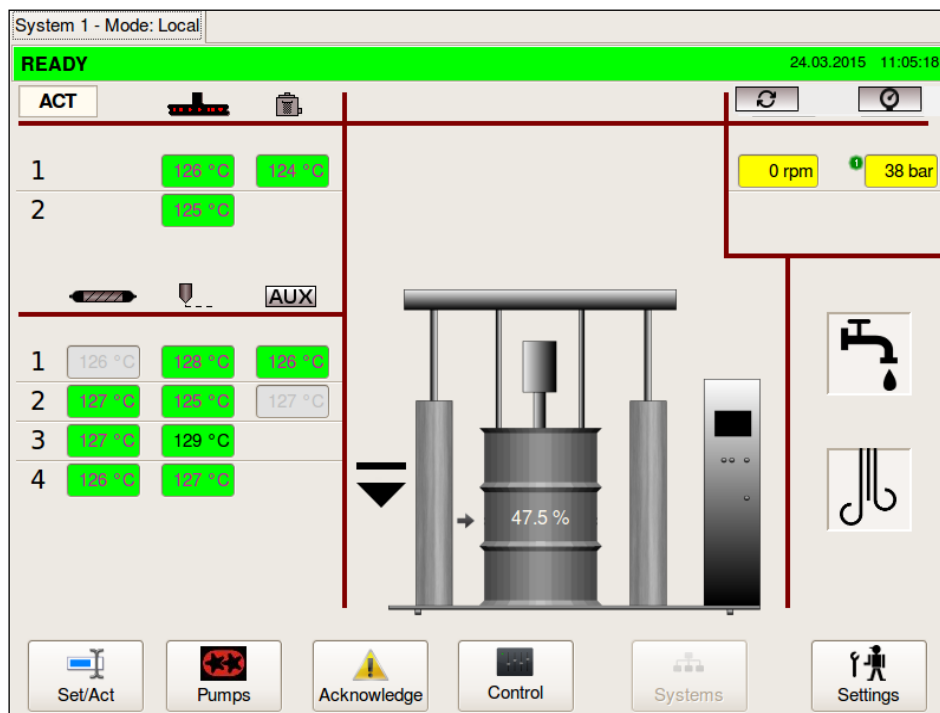 System 1 - Mode: Local
READY 24.03.2015 11:05:18
ACT
1 126 °C 124 °C 0 rpm 1 38 bar
2 125 °C
AUX
1 126 °C 128 °C 126 °C
2 127 °C 125 °C 127 °C
3 127 °C 129 °C
4 126 °C 127 °C
47.5 %
Set/Act Pumps Acknowledge Control Systems Settings